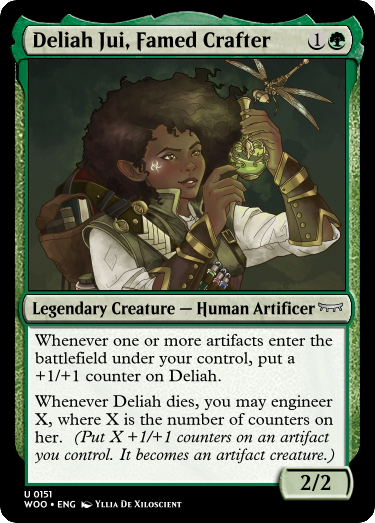 Deliah Jui, Famed Crafter 1
Legendary Creature — Human Artificer
Whenever one or more artifacts enter the
battlefield under your control, put a
+1/+1 counter on Deliah.
Whenever Deliah dies, you may engineer
X, where X is the number of counters on
her. (Put X +1/+1 counters on an artifact
you control. It becomes an artifact creature.)
2/2
U 0151
WOO • ENG Yllia De Xiloscient